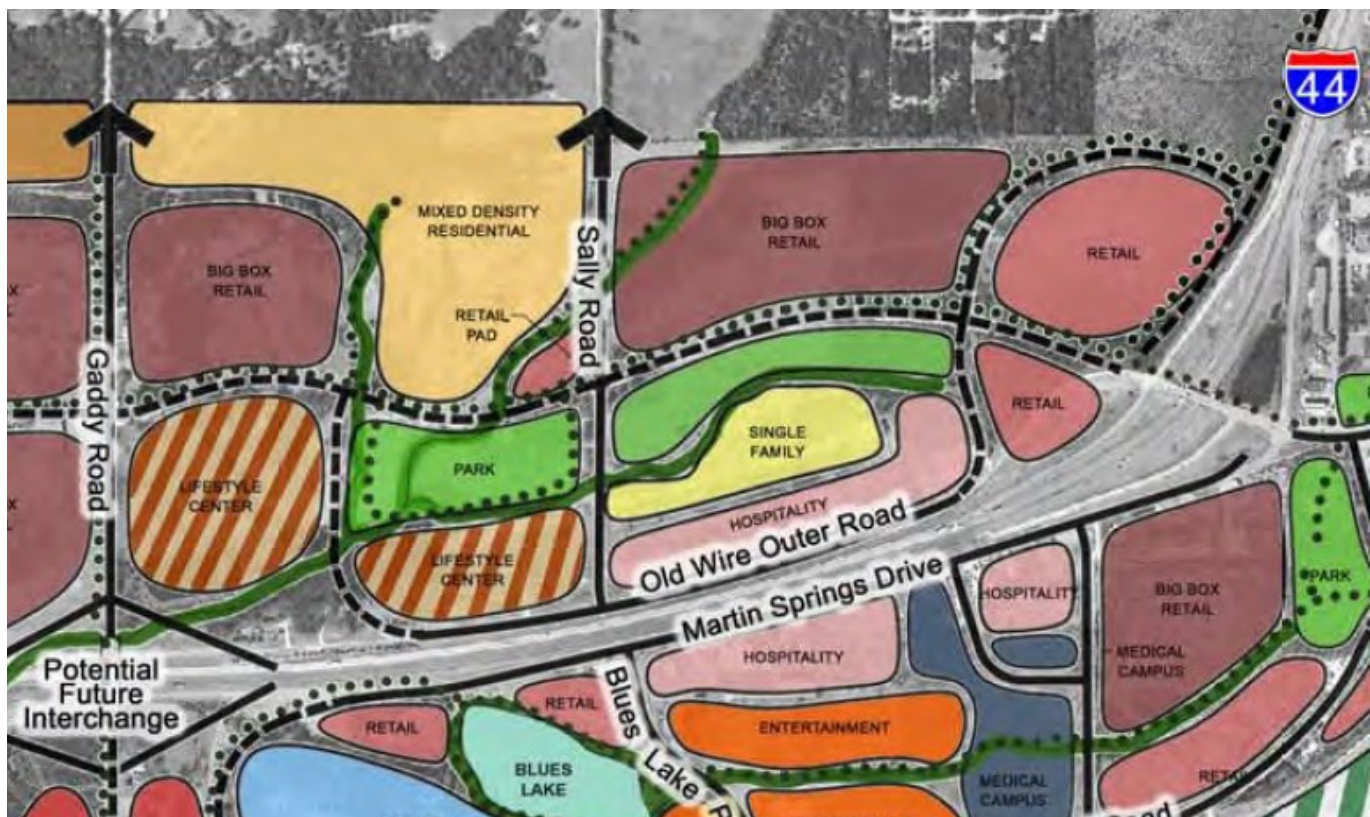 44
MIXED DENSITY
RESIDENTIAL
BIG BOX
RETAIL
BIG BOX
RETAIL
RETAIL
Sally Road
RETAIL
PAD
Gaddy Road
RETAIL
SINGLE
FAMILY
PARK
LIFESTYLE
CENTER
HOSPITALITY
Old Wire Outer Road
LIFESTYLE
CENTER
Martin Springs Drive
HOSPITALITY
BIG BOX
RETAIL
PARK
MEDICAL
CAMPUS
HOSPITALITY
Potential
Future
Interchange
Blues Lake
RETAIL
RETAIL
ENTERTAINMENT
BLUES
LAKE
MEDICAL
CAMPUS
RETAIL